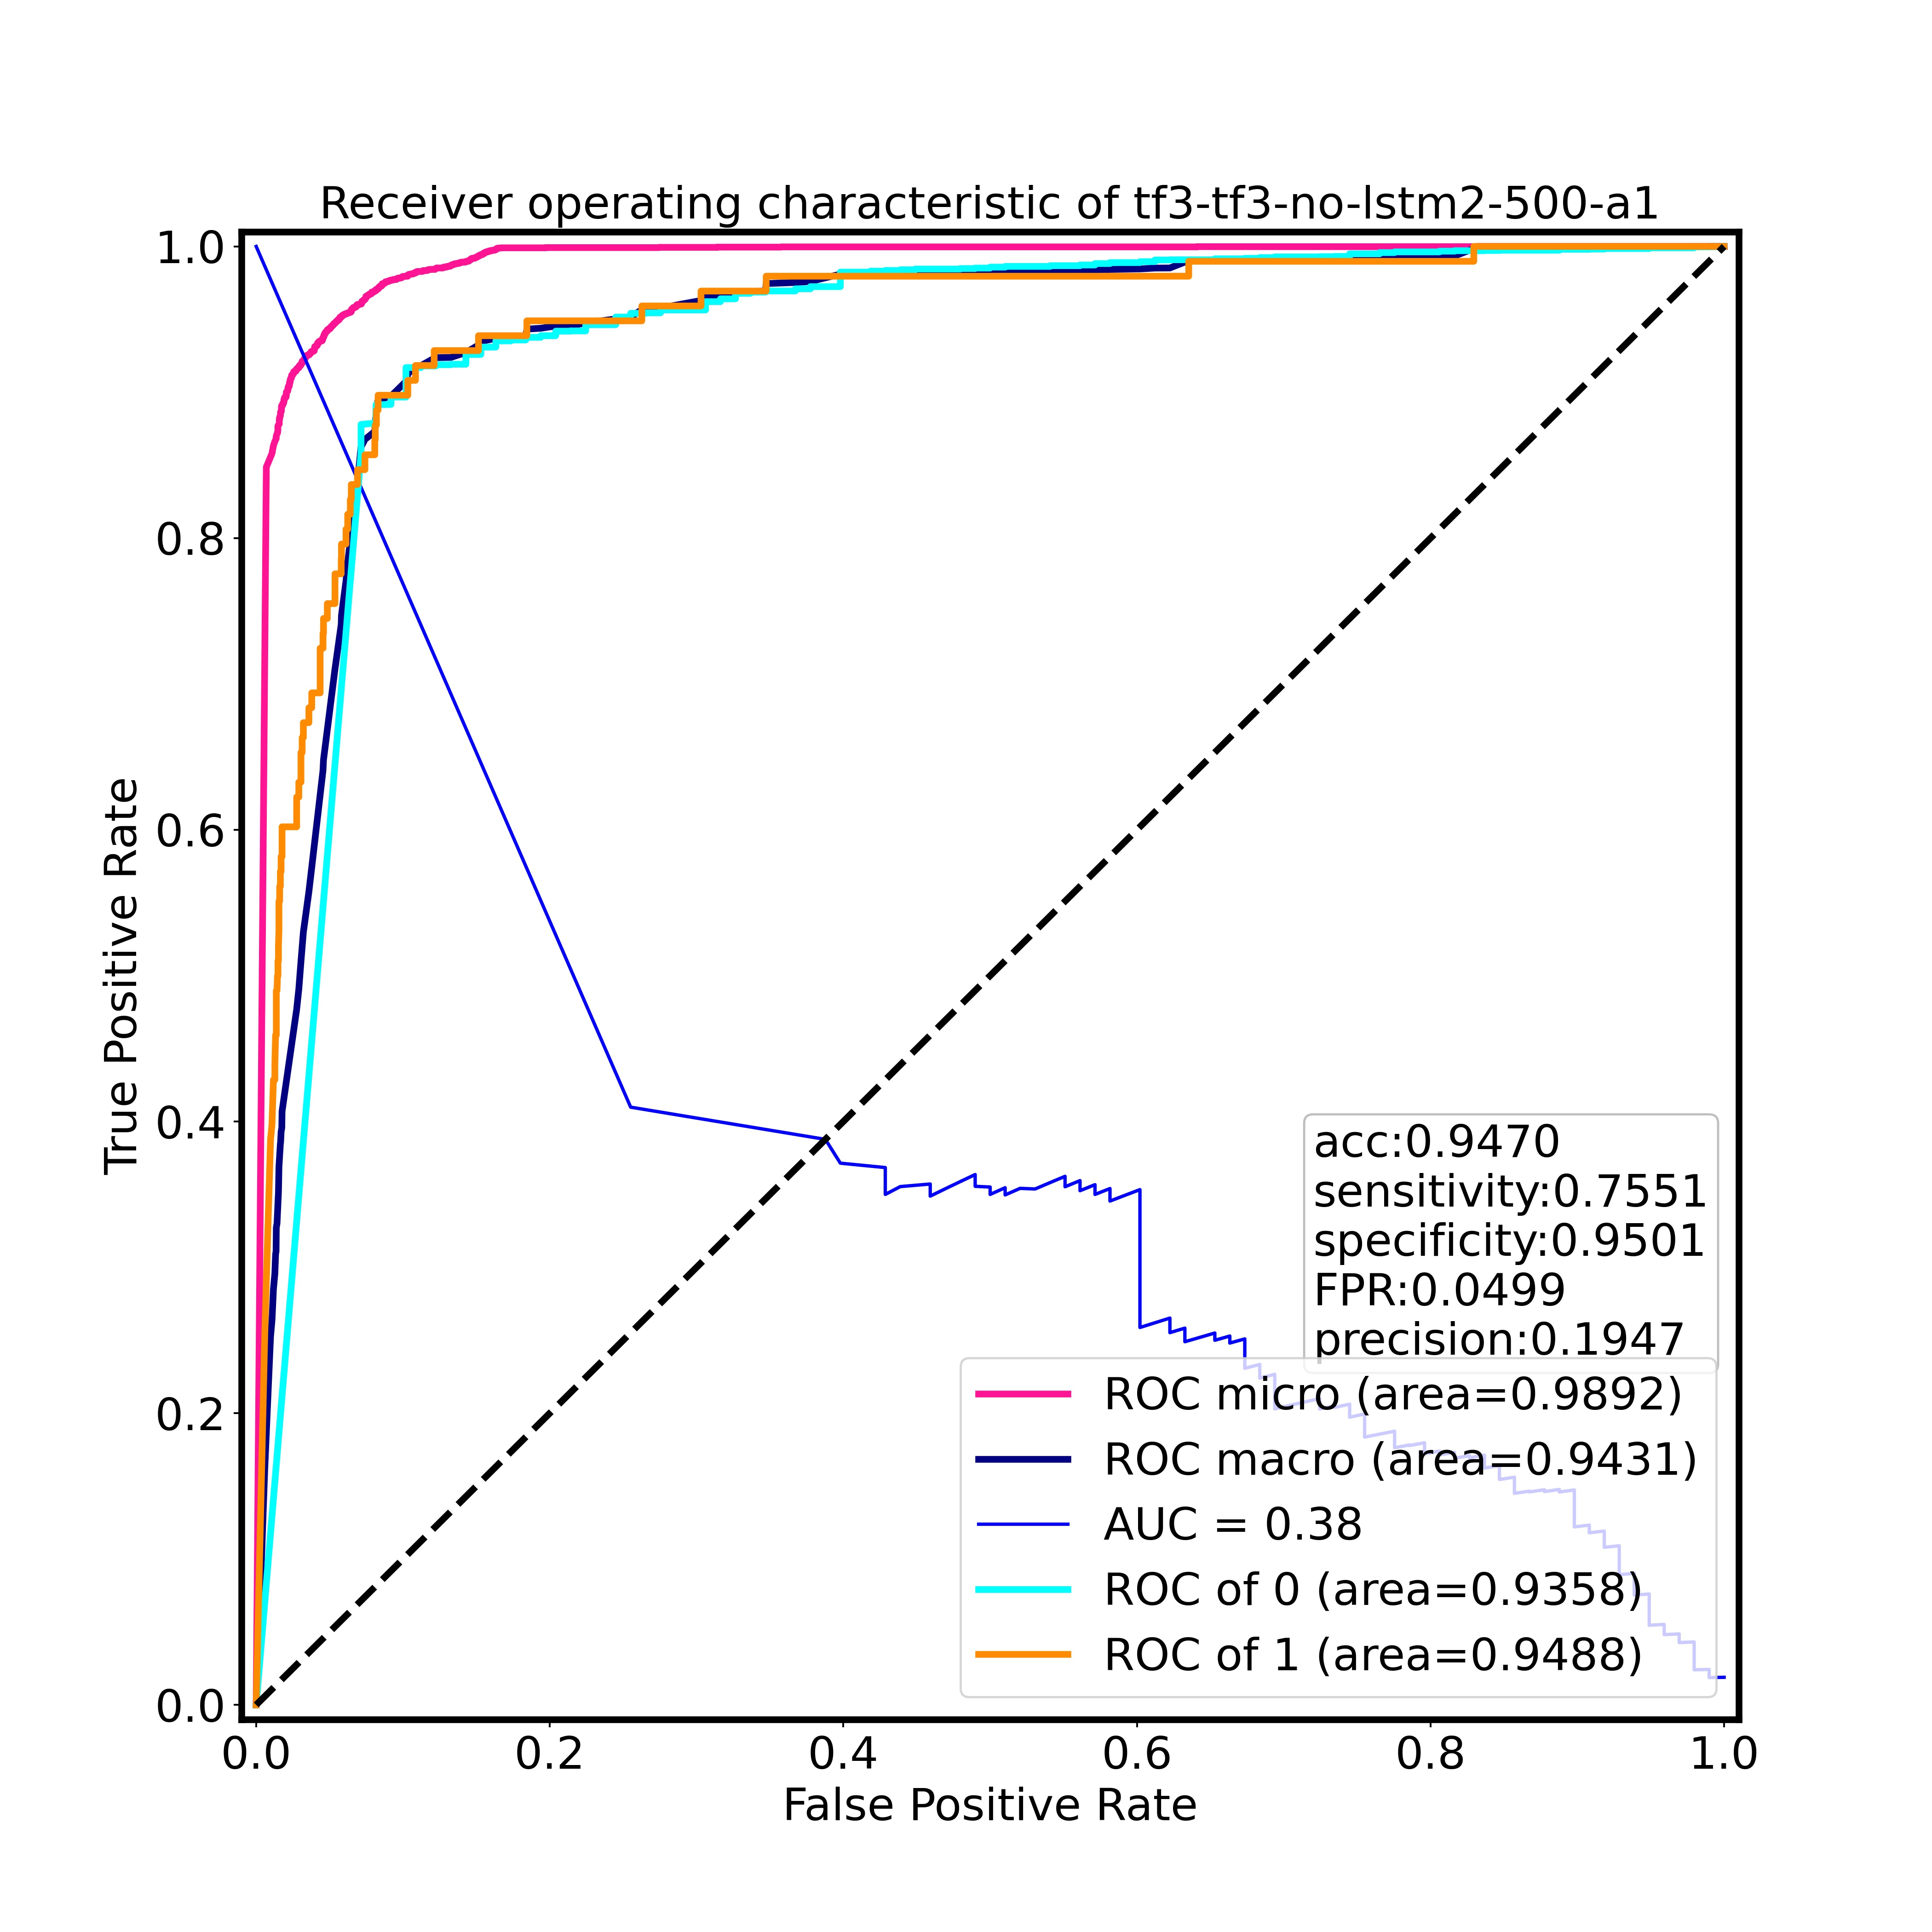 Receiver operating characteristic of tf3-tf3-no-lstm2-500-a1
1.0
0.8
0.6
0.4
0.2
0.0
True Positive Rate
acc:0.9470
sensitivity:0.7551
specificity:0.9501
FPR:0.0499
precision:0.1947
ROC micro (area=0.9892)
ROC macro (area=0.9431)
AUC = 0.38
ROC of 0 (area=0.9358)
ROC of 1 (area=0.9488)
0.0 0.2 0.4 0.6 0.8 1.0
False Positive Rate